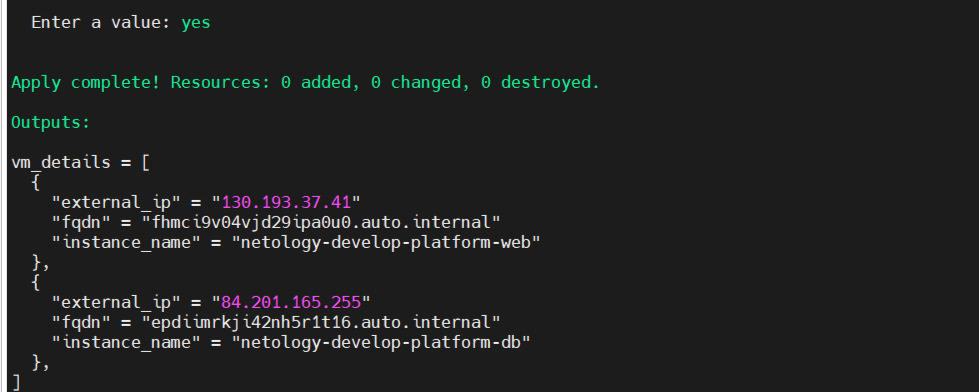 Enter a value: yes
Apply complete! Resources: 0 added, 0 changed, 0 destroyed.
Outputs:
vm_details = [
{
"external_ip" = "130.193.37.41"
"fqdn" = "fhmci9v04vjd29ipa0u0.auto.internal"
"instance_name" = "netology-develop-platform-web"
},
{
"external_ip" = "84.201.165.255"
"fqdn" = "epdiimrkji42nh5r1t16.auto.internal"
"instance_name" = "netology-develop-platform-db"
},
]